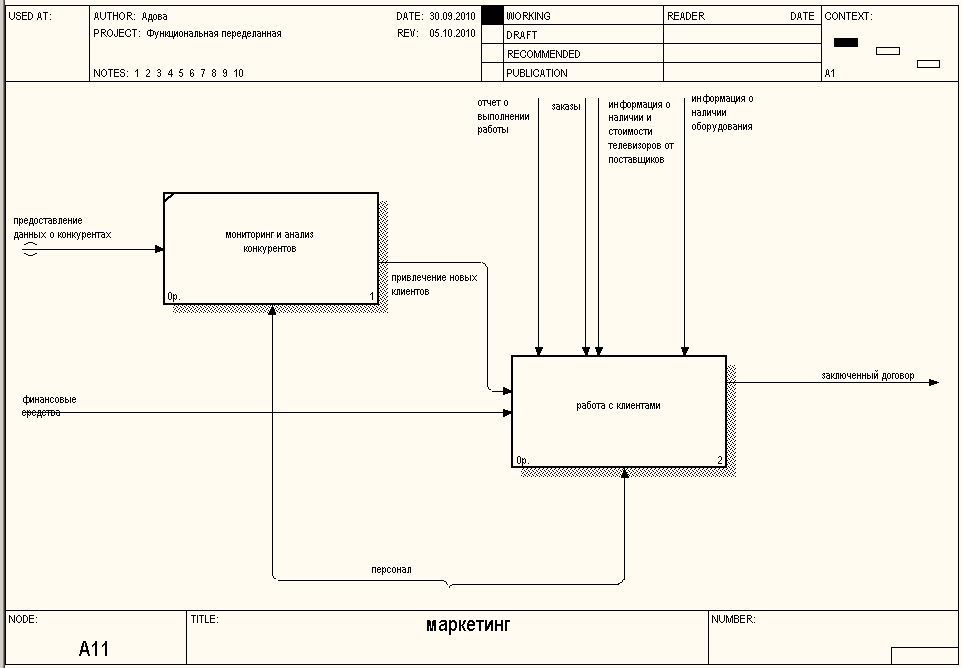 USED AT:
AUTHOR: Адова
DATE: 30.09.2010
WORKING
READER
DATE
CONTEXT:
PROJECT: Функциональная переделанная
REV: 05.10.2010
DRAFT
RECOMMENDED
NOTES: 1 2 3 4 5 6 7 8 9 10
PUBLICATION
A1
отчет о
выполнении
работы
заказы
информация о
наличии и
стоимости
телевизоров от
поставщиков
информация о
наличии
оборудования
предоставление
данных о конкурентах
мониторинг и анализ
конкурентов
0р.
1
привлечение новых
клиентов
финансовые
средства
работа с клиентами
0р.
2
заключенный договор
персонал
NODE:
A11
TITLE:
маркетинг
NUMBER: